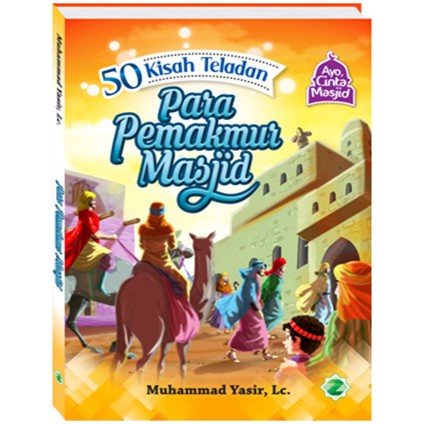 50 Kisah Teladan
Para
Pemakmur
Masjid
Ayo,
Cinta
Masjid
Muhammad Yasir, Lc.
Muhammad Yasir, Lc.